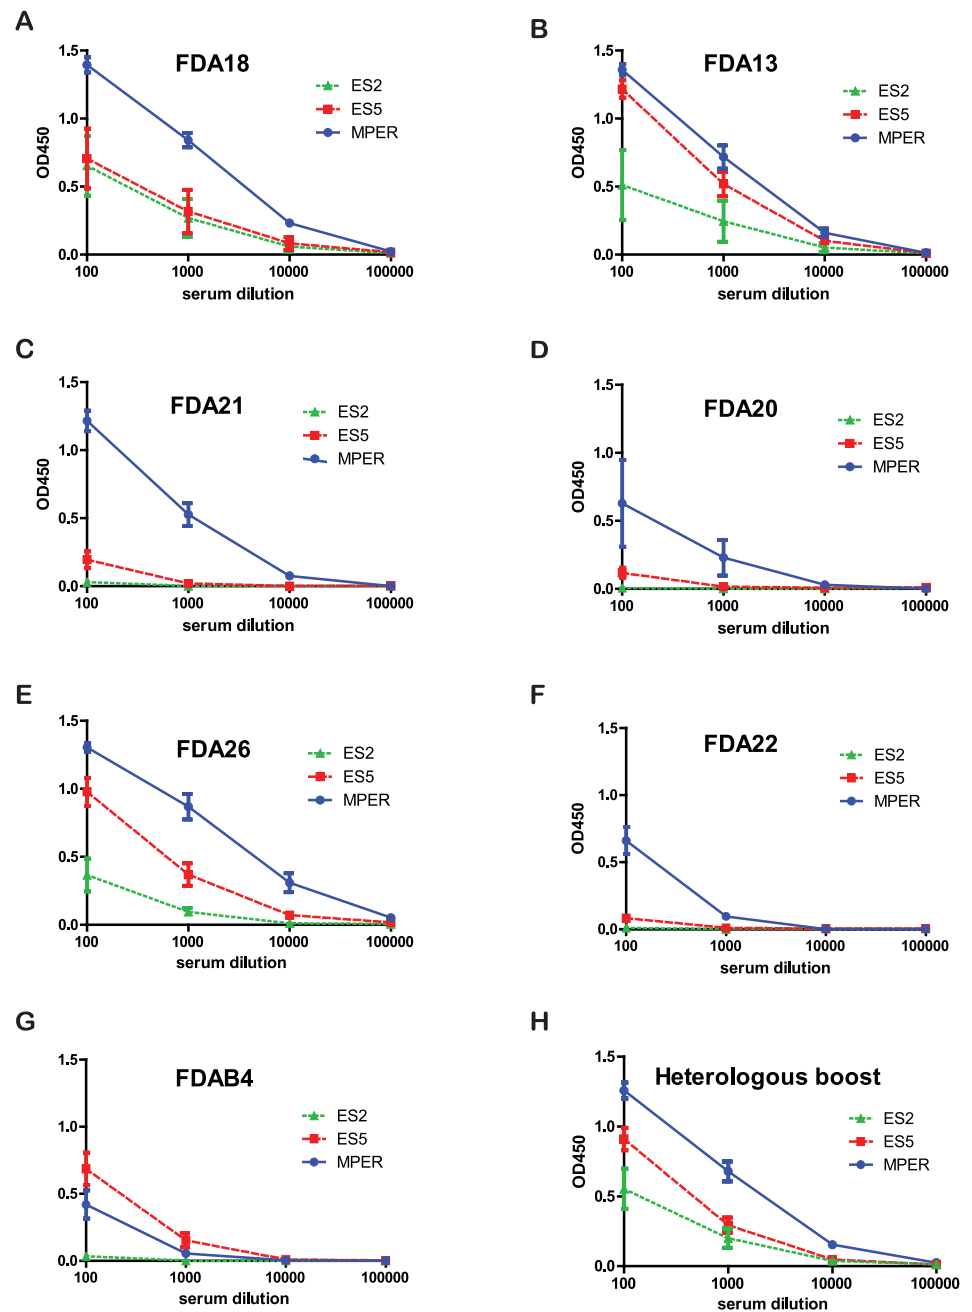 A
FDA18
ES2
ES5
MPER
OD450
1.5
1.0
0.5
0.0
100
1000
10000
100000
serum dilution
B
FDA13
ES2
ES5
MPER
OD450
1.5
1.0
0.5
0.0
100
1000
10000
100000
serum dilution
C
FDA21
ES2
ES5
MPER
OD450
1.5
1.0
0.5
0.0
100
1000
10000
100000
serum dilution
D
FDA20
ES2
ES5
MPER
OD450
1.5
1.0
0.5
0.0
100
1000
10000
100000
serum dilution
E
FDA26
ES2
ES5
MPER
OD450
1.5
1.0
0.5
0.0
100
1000
10000
100000
serum dilution
F
FDA22
ES2
ES5
MPER
OD450
1.5
1.0
0.5
0.0
100
1000
10000
100000
serum dilution
G
FDAB4
ES2
ES5
MPER
OD450
1.5
1.0
0.5
0.0
100
1000
10000
100000
serum dilution
H
Heterologous boost
ES2
ES5
MPER
OD450
1.5
1.0
0.5
0.0
100
1000
10000
100000
serum dilution